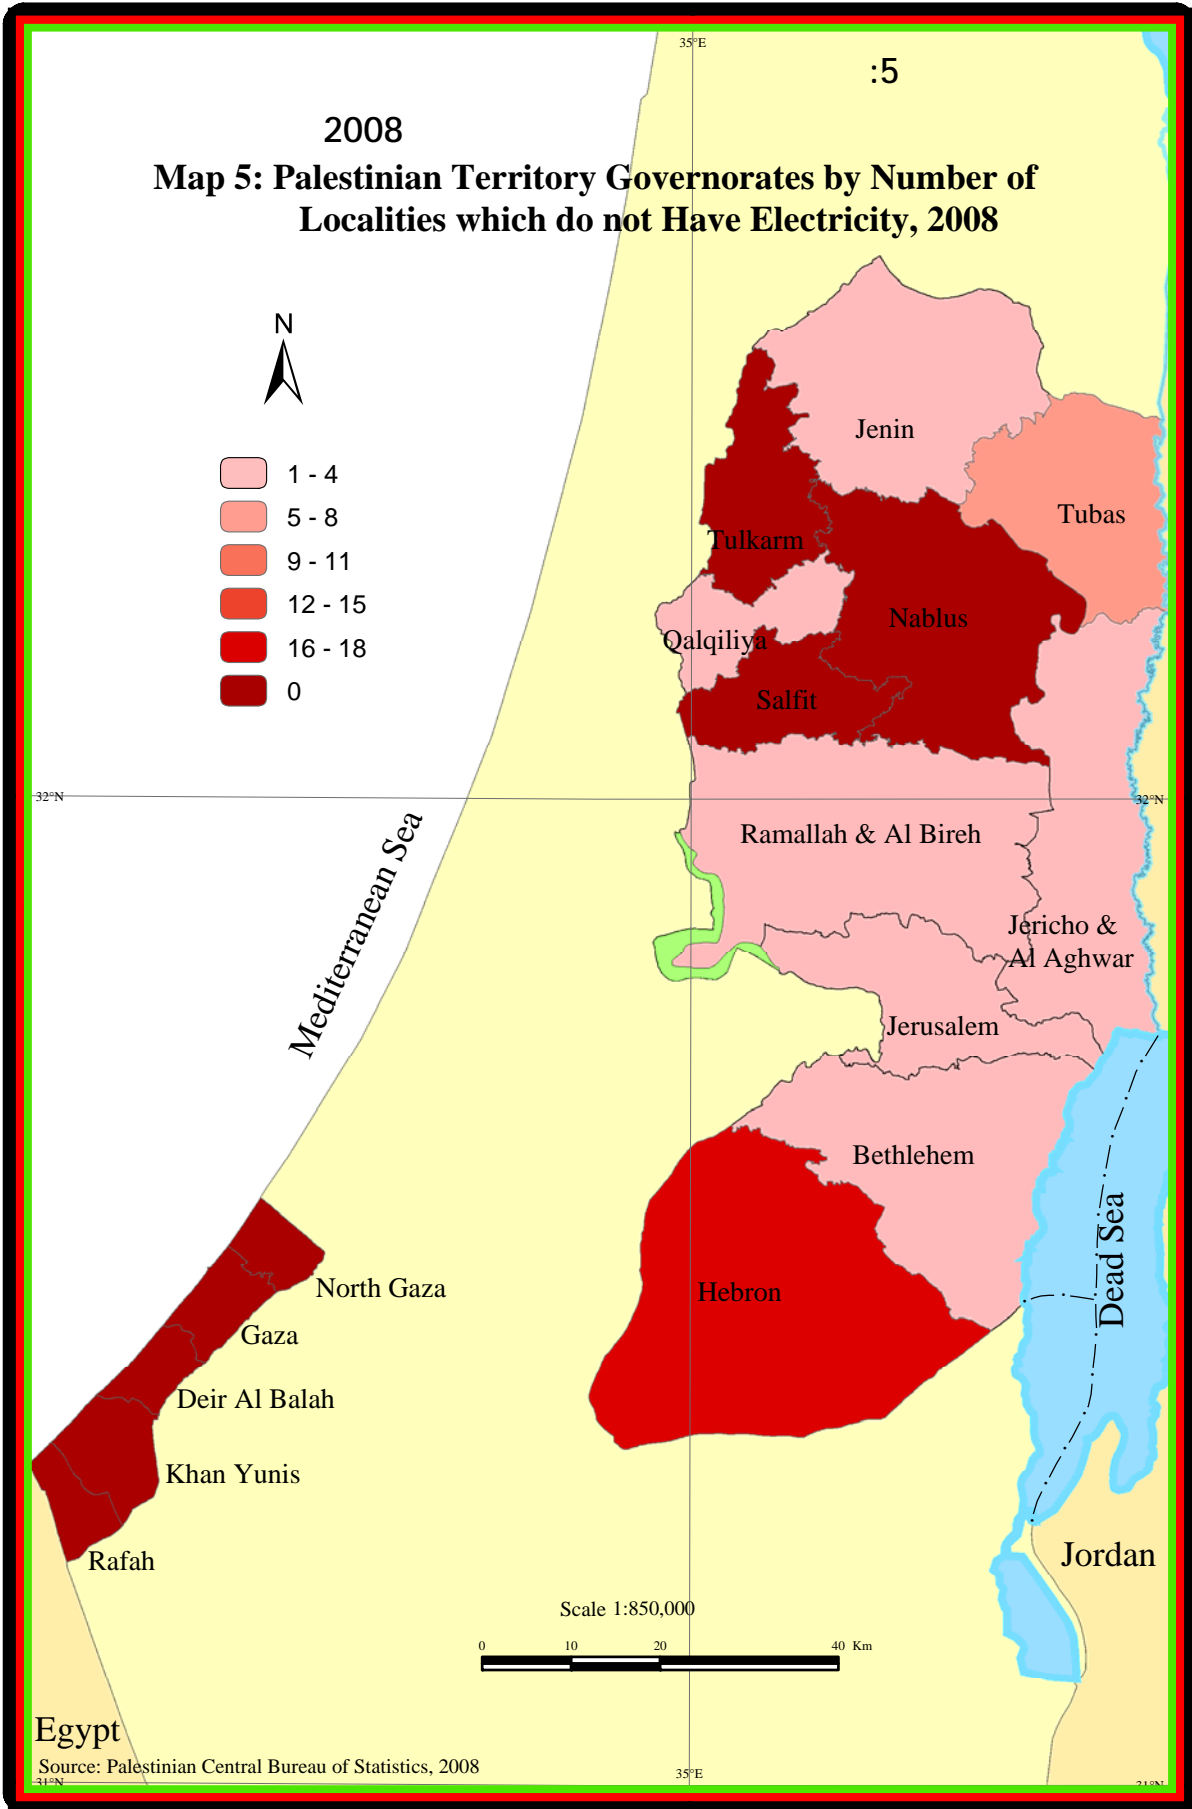 35°E
:5
2008
Map 5: Palestinian Territory Governorates by Number of
Localities which do not Have Electricity, 2008
N
1 - 4
5 - 8
9 - 11
12 - 15
16 - 18
0
Jenin
Tubas
Tulkarm
Nablus
Qalqiliya
Salfit
32°N
32°N
Mediterranean Sea
Ramallah & Al Bireh
Jericho &
Al Aghwar
Jerusalem
Bethlehem
Dead Sea
Hebron
North Gaza
Gaza
Deir Al Balah
Khan Yunis
Rafah
Jordan
Scale 1:850,000
0 10 20 40 Km
Egypt
Source: Palestinian Central Bureau of Statistics, 2008
35°E
31°N
31°N